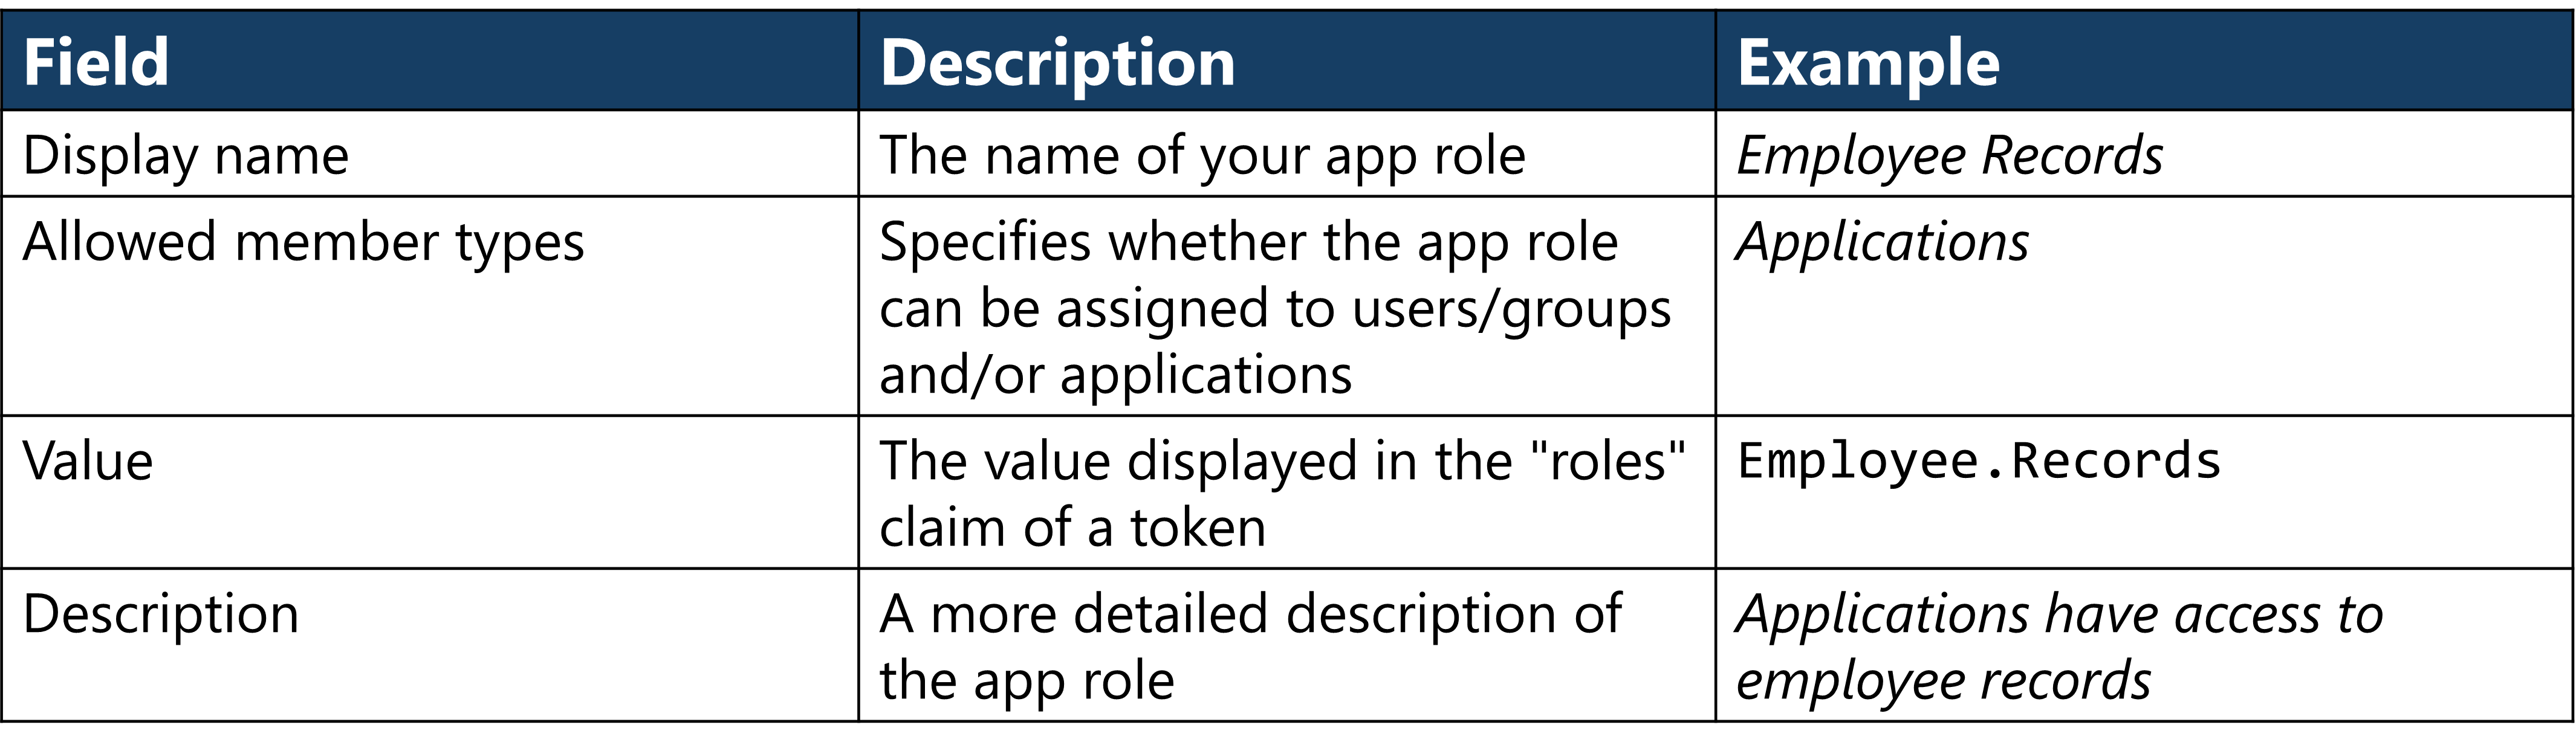 Field Description Example
Display name The name of your app role Employee Records
Allowed member types Specifies whether the app role Applications
can be assigned to users/groups
and/or applications
Value The value displayed in the "roles" Employee.Records
claim of a token
Description A more detailed description of Applications have access to
the app role employee records